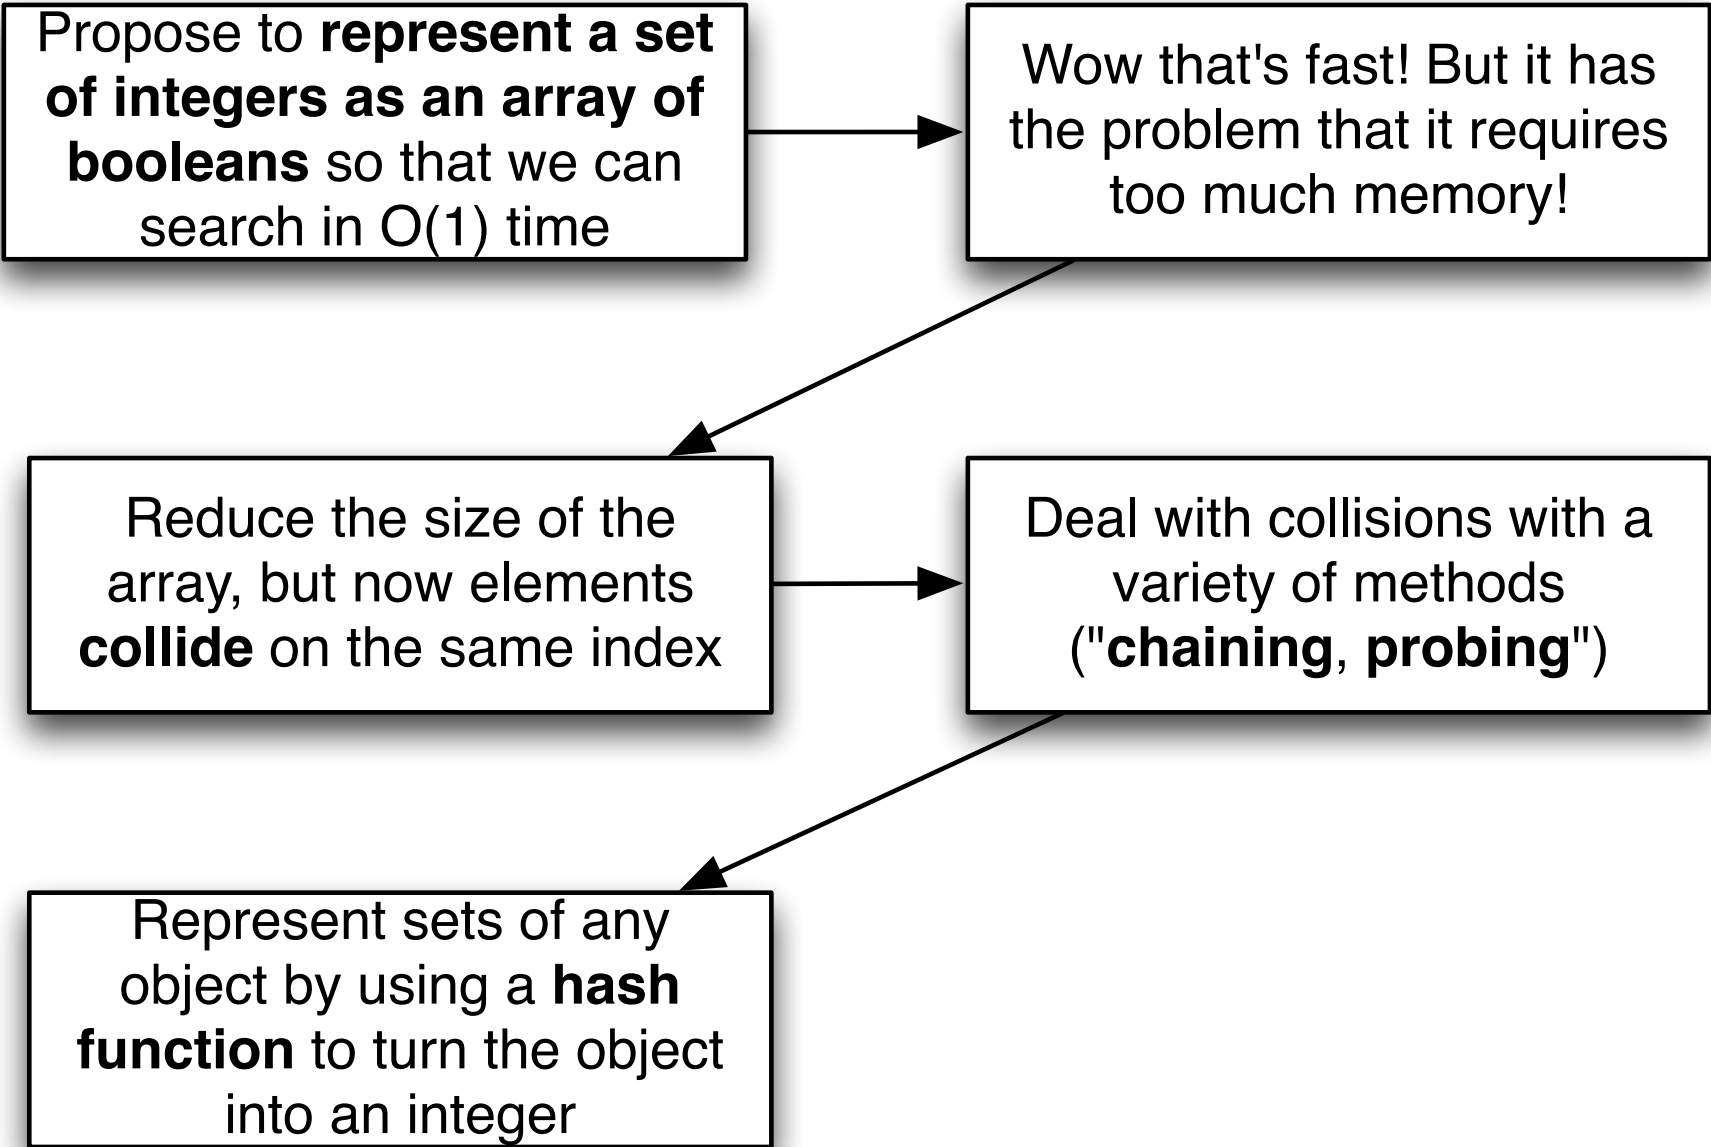 Propose to represent a set
of integers as an array of
booleans so that we can
search in O(1) time
Wow that's fast! But it has
the problem that it requires
too much memory!
Reduce the size of the
array, but now elements
collide on the same index
Deal with collisions with a
variety of methods
("chaining, probing")
Represent sets of any
object by using a hash
function to turn the object
into an integer